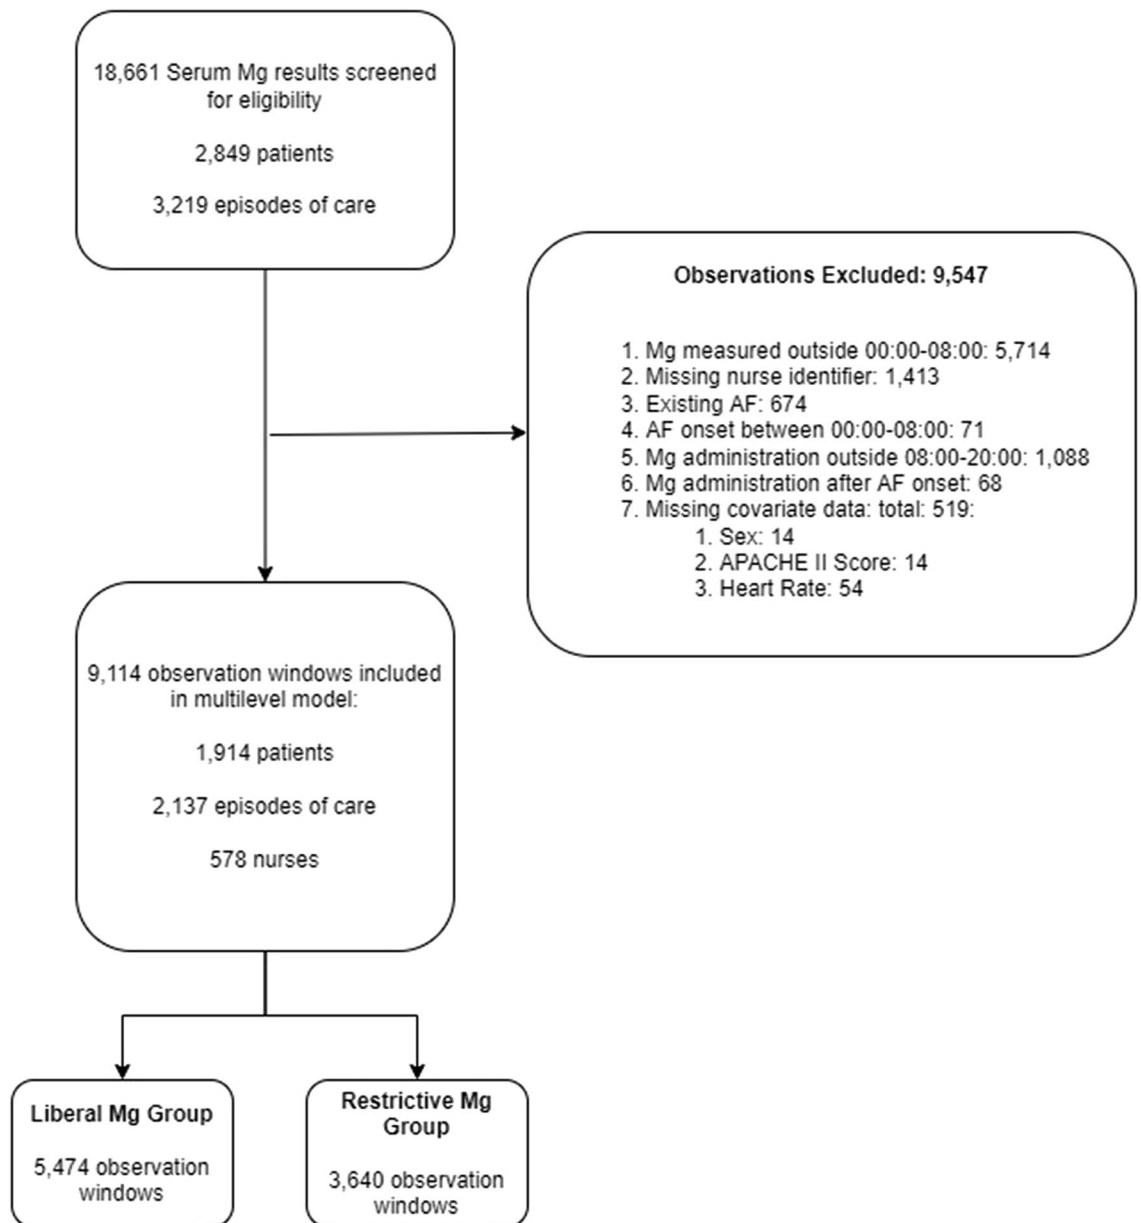 18,661 Serum Mg results screened
for eligibility
2,849 patients
3,219 episodes of care
Observations Excluded: 9,547
1. Mg measured outside 00:00-08:00: 5,714
2. Missing nurse identifier: 1,413
3. Existing AF: 674
4. AF onset between 00:00-08:00: 71
5. Mg administration outside 08:00-20:00: 1,088
6. Mg administration after AF onset: 68
7. Missing covariate data: total: 519:
1. Sex: 14
2. APACHE II Score: 14
3. Heart Rate: 54
9,114 observation windows included
in multilevel model:
1,914 patients
2,137 episodes of care
578 nurses
Liberal Mg Group
5,474 observation
windows
Restrictive Mg
Group
3,640 observation
windows